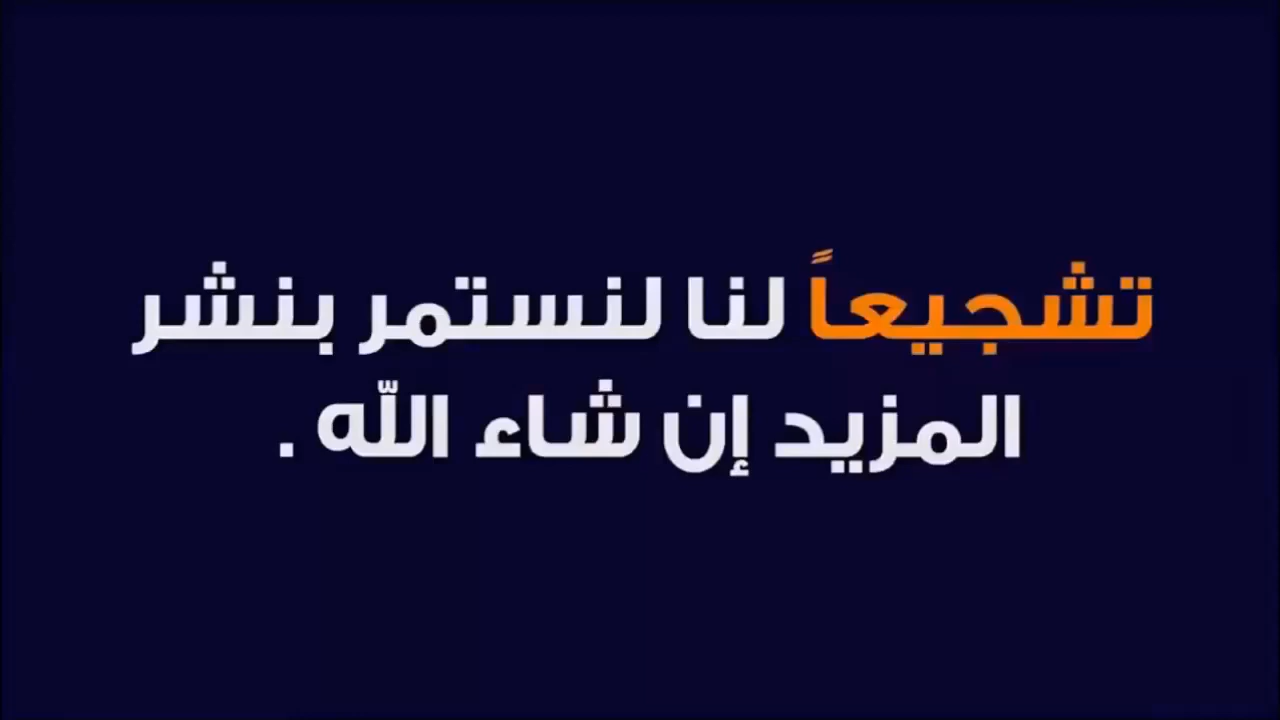 تشجيعاً لنا لنستمر بنشر
المزيد إن شاء اللّه .